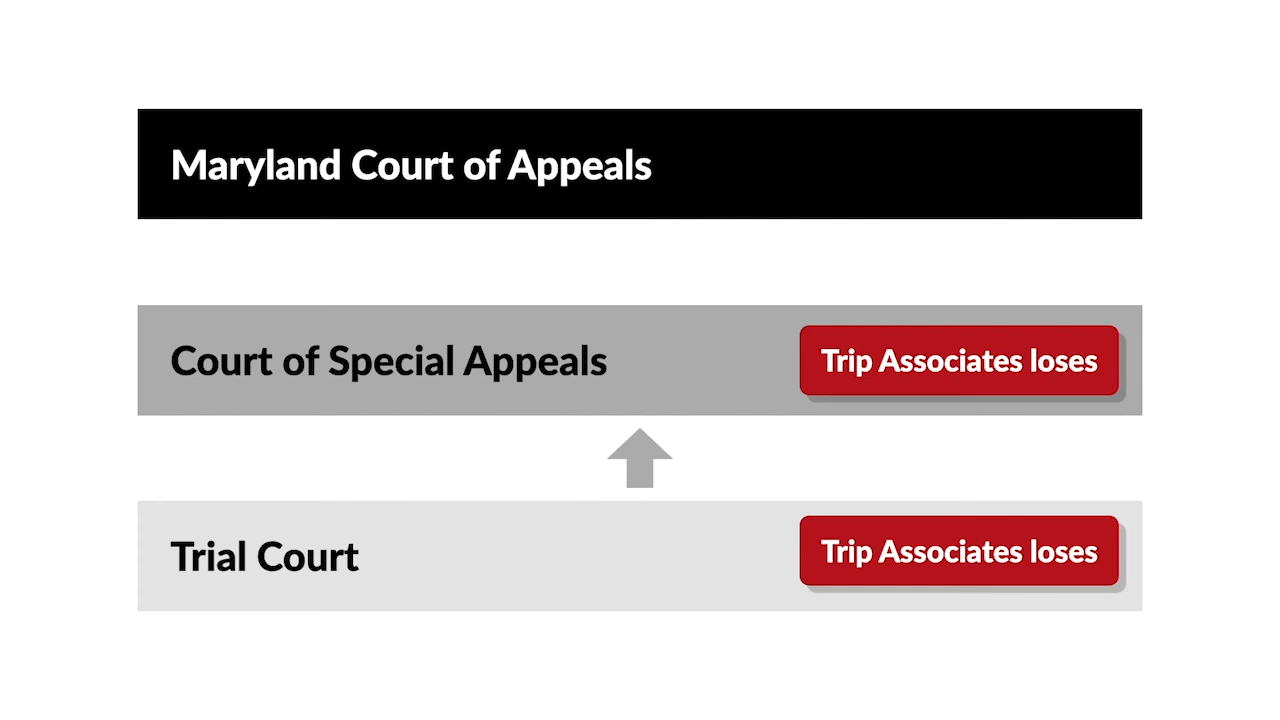 Maryland Court of Appeals
Court of Special Appeals
Trip Associates loses
Trial Court
Trip Associates loses